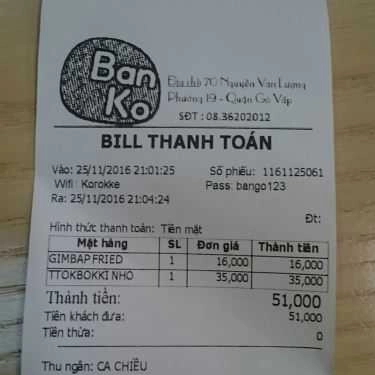 Ban
Ko
Địa chỉ: 70 Nguyễn Văn Lượng
Phường 19 - Quận Gò Vấp
SĐT : 08.36202012
BILL THANH TOÁN
Vào: 25/11/2016 21:01:25 Số phiếu: 1161125061
Wifi : Korokke Pass: bango123
Ra: 25/11/2016 21:04:24
Đt:
Hình thức thanh toán: Tiền mặt
Mặt hàng SL Đơn giá Thành tiền
GIMBAP FRIED 1 16,000 16,000
TTOKBOKKI NHO 1 35,000 35,000
Thành tiền: 51,000
Tiền khách đưa: 51,000
Tiền thừa: 0
Thu ngân: CA CHIỀU